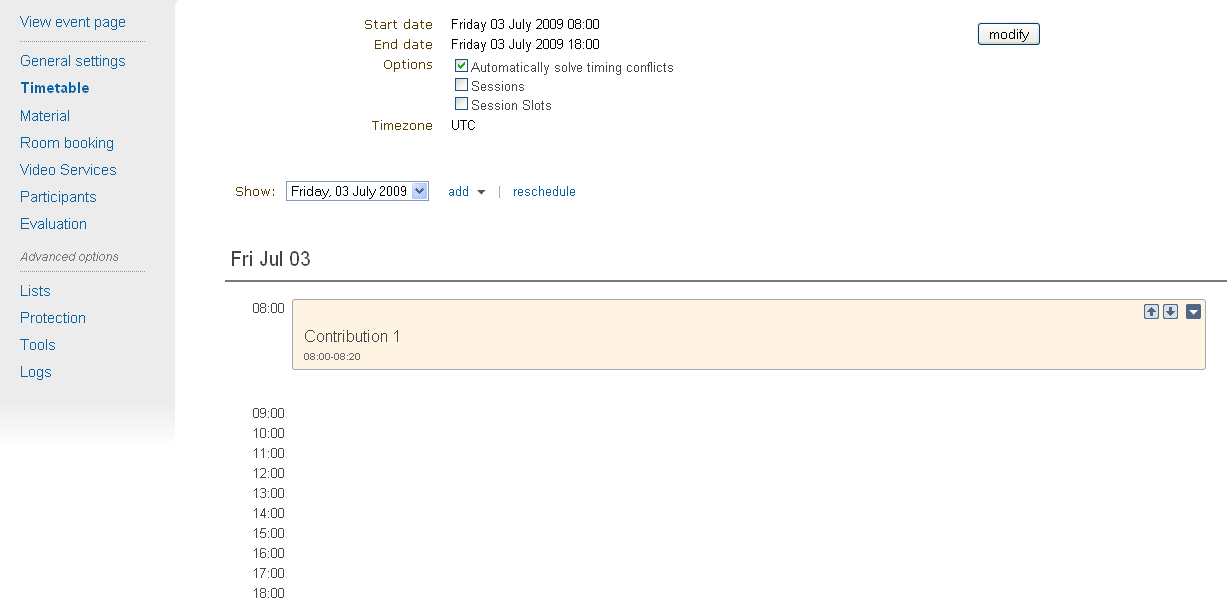 View event page
General settings
Timetable
Material
Room booking
Video Services
Participants
Evaluation
Advanced options
Lists
Protection
Tools
Logs
Start date Friday 03 July 2009 08:00
End date Friday 03 July 2009 18:00
modify
Options Automatically solve timing conflicts
Sessions
Session Slots
Timezone UTC
Show: Friday, 03 July 2009 add | reschedule
Fri Jul 03
08:00
Contribution 1
08:00-08:20
09:00
10:00
11:00
12:00
13:00
14:00
15:00
16:00
17:00
18:00